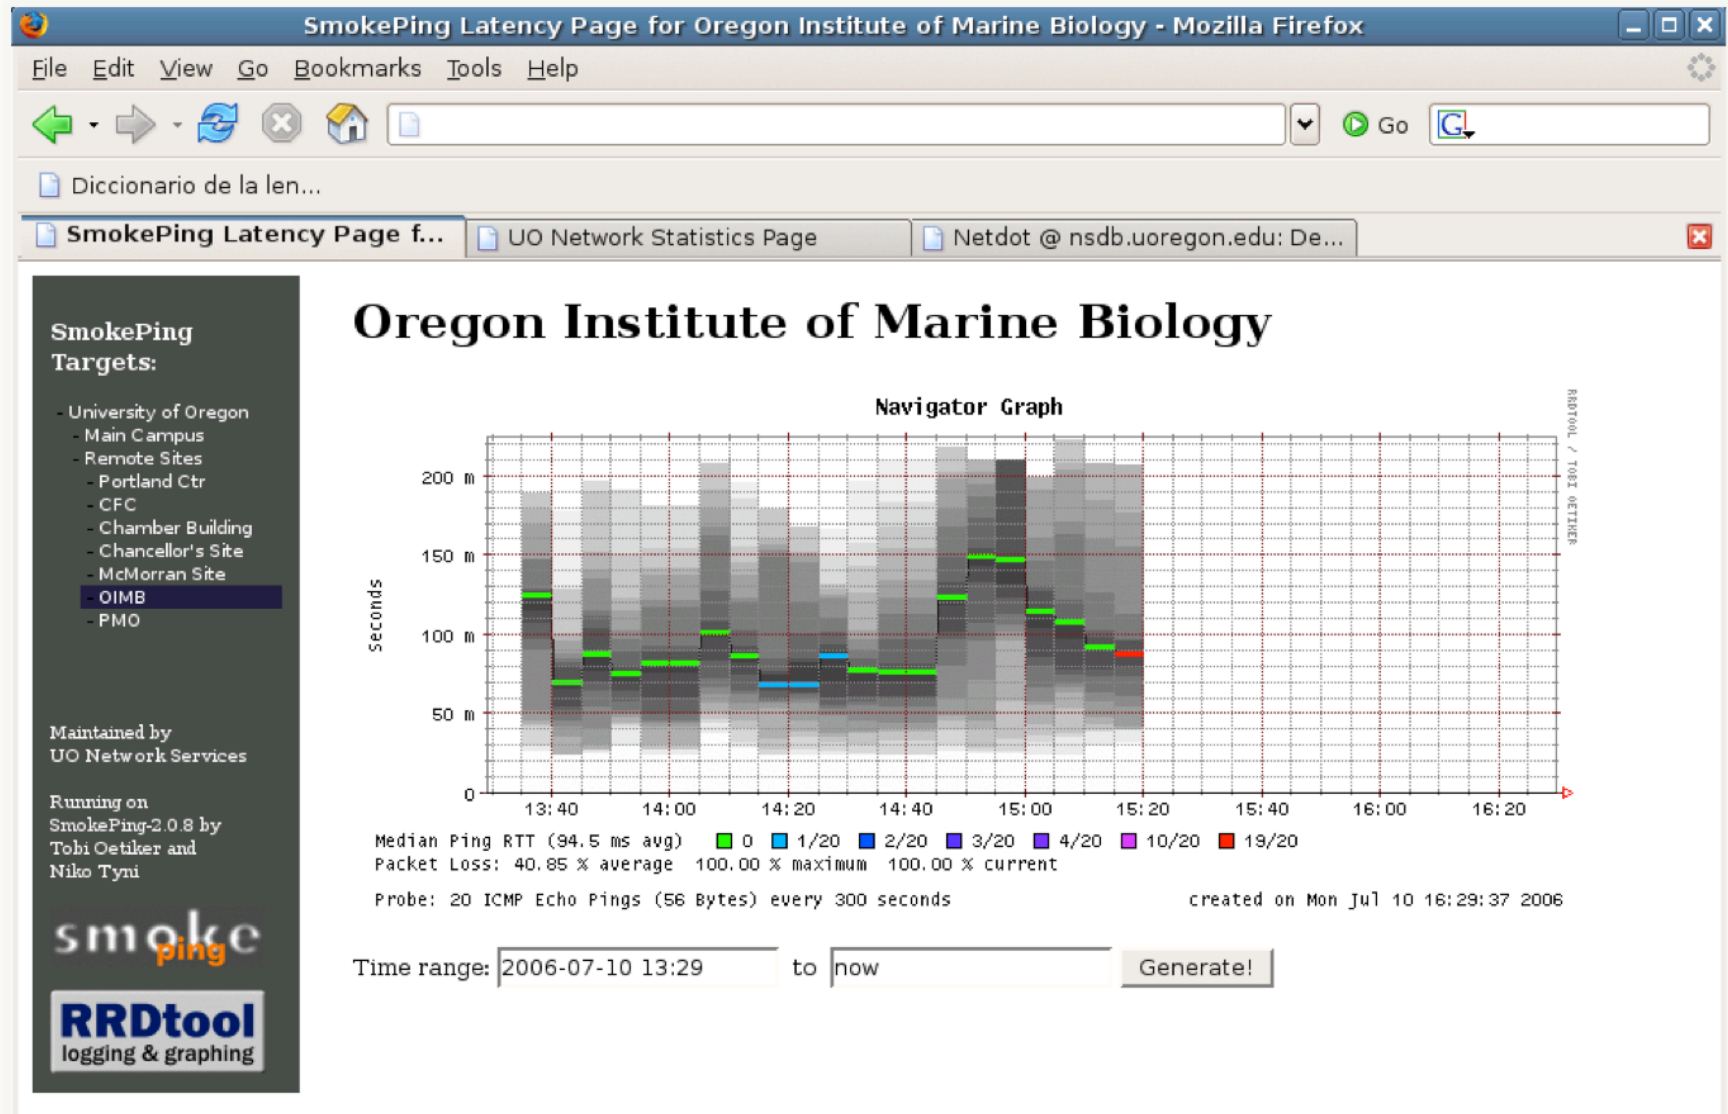 SmokePing Latency Page for Oregon Institute of Marine Biology - Mozilla Firefox
File Edit View Go Bookmarks Tools Help
Go
G
Diccionario de la len...
SmokePing Latency Page f...
UO Network Statistics Page
Netdot @ nsdb.uoregon.edu: De...
SmokePing
Targets:
- University of Oregon
- Main Campus
- Remote Sites
- Portland Ctr
- CFC
- Chamber Building
- Chancellor's Site
- McMorran Site
- OIMB
- PMO
Maintained by
UO Network Services
Running on
SmokePing-2.0.8 by
Tobi Oetiker and
Niko Tyni
smoke
ping
RRDtool
logging & graphing
Oregon Institute of Marine Biology
Navigator Graph
RRDTOOL / TOBI OETIKER
seconds
200 m
150 m
100 m
50 m
0
13:40 14:00 14:20 14:40 15:00 15:20 15:40 16:00 16:20
Median Ping RTT (94.5 ms avg) 0 1/20 2/20 3/20 4/20 10/20 19/20
Packet Loss: 40.85 % average 100.00 % maximum 100.00 % current
Probe: 20 ICMP Echo Pings (56 Bytes) every 300 seconds
created on Mon Jul 10 16:29:37 2006
Time range: 2006-07-10 13:29 to now Generate!